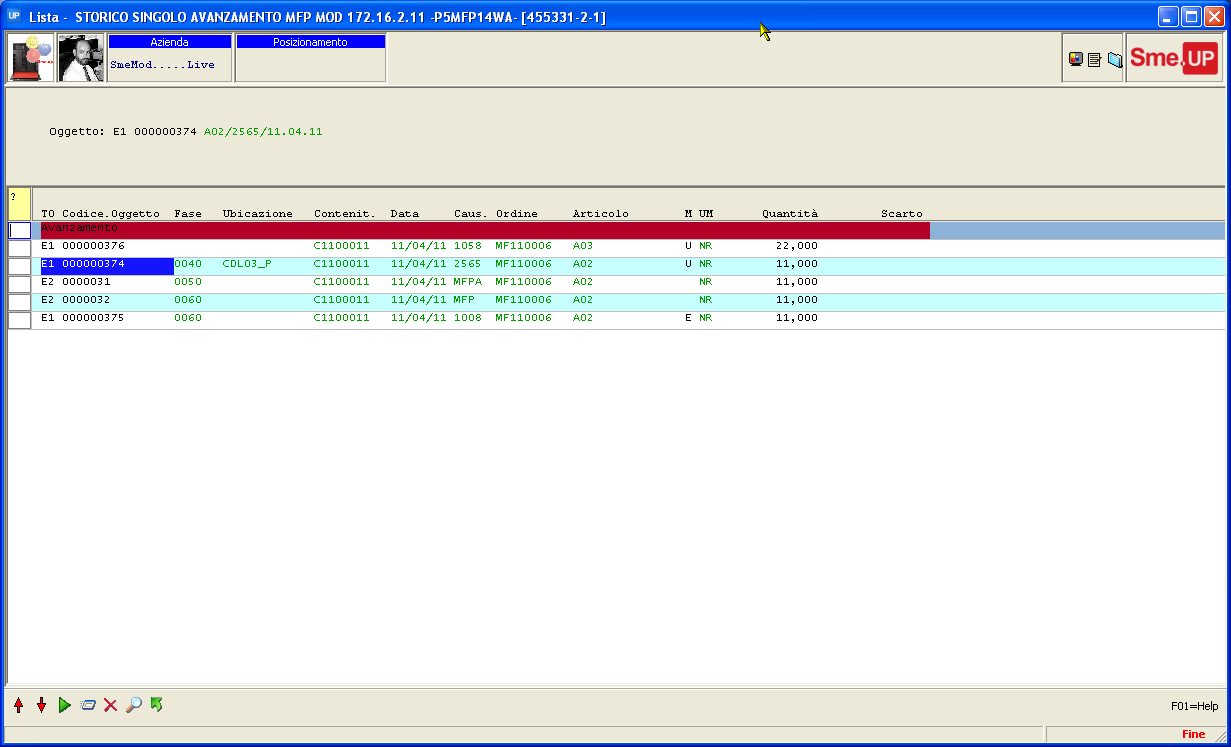 UP Lista - STORICO SINGOLO AVANZAMENTO MFP MOD 172.16.2.11 -P5MFP14WA- [455331-2-1]
Azienda Posizionamento
SmeMod.....Live
Sme.UP
Oggetto: E1 000000374 A02/2565/11.04.11
?
TO Codice.Oggetto Fase Ubicazione Contenit. Data Caus. Ordine Articolo M UM Quantità Scarto
Avanzamento
E1 000000376 C1100011 11/04/11 1058 MF110006 A03 U NR 22,000
E1 000000374 0040 CDL03_P C1100011 11/04/11 2565 MF110006 A02 U NR 11,000
E2 0000031 0050 C1100011 11/04/11 MFPA MF110006 A02 NR 11,000
E2 0000032 0060 C1100011 11/04/11 MFP MF110006 A02 NR 11,000
E1 000000375 0060 C1100011 11/04/11 1008 MF110006 A02 E NR 11,000
F01=Help
Fine